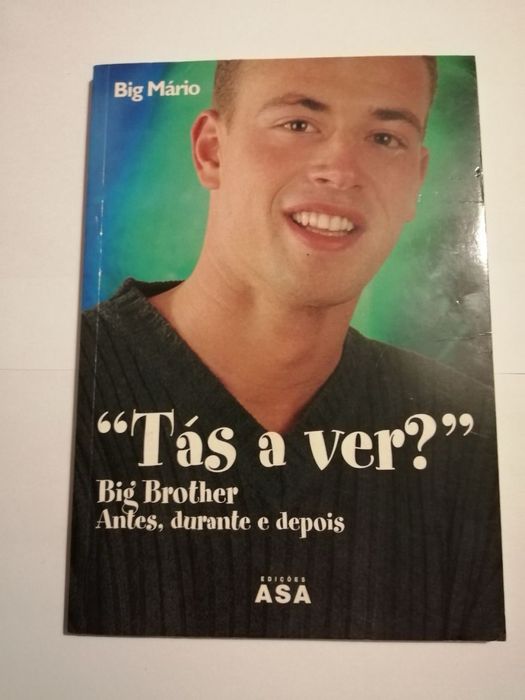 Big Mário
“Tás a ver?”
Big Brother
Antes, durante e depois
EDIÇÕES
ASA